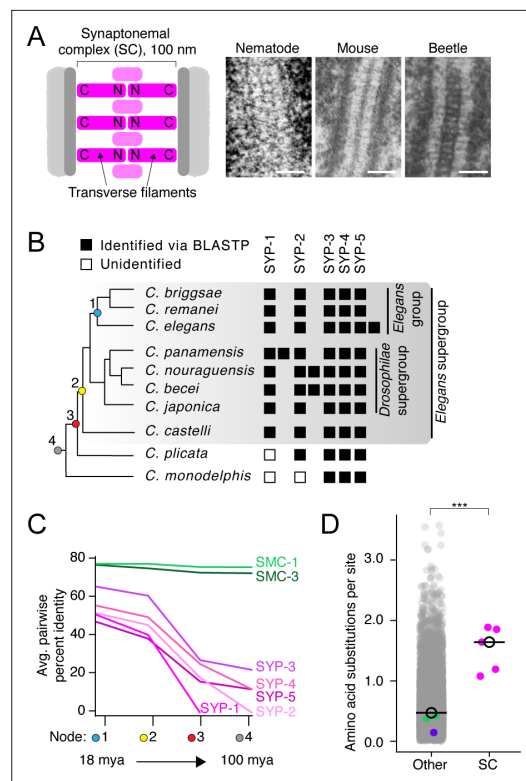 A
Synaptonemal
complex (SC), 100 nm
C N N C
C N N C
C N N C
Transverse filaments
Nematode Mouse Beetle
B
Identified via BLASTP
Unidentified
SYP-1 SYP-2 SYP-3 SYP-4 SYP-5
1
2
3
4
C. briggsae
C. remanei
C. elegans
C. panamensis
C. nouraguensis
C. becei
C. japonica
C. castelli
C. plicata
C. monodelphis
Elegans
group
Drosophilae
supergroup
Elegans supergroup
C
Avg. pairwise
percent identity
80
60
40
20
0
SMC-1
SMC-3
SYP-3
SYP-4
SYP-5
SYP-1
SYP-2
Node: 1 2 3 4
18 mya 100 mya
D
Amino acid substitutions per site
***
3.0
2.0
1.0
0.0
Other SC